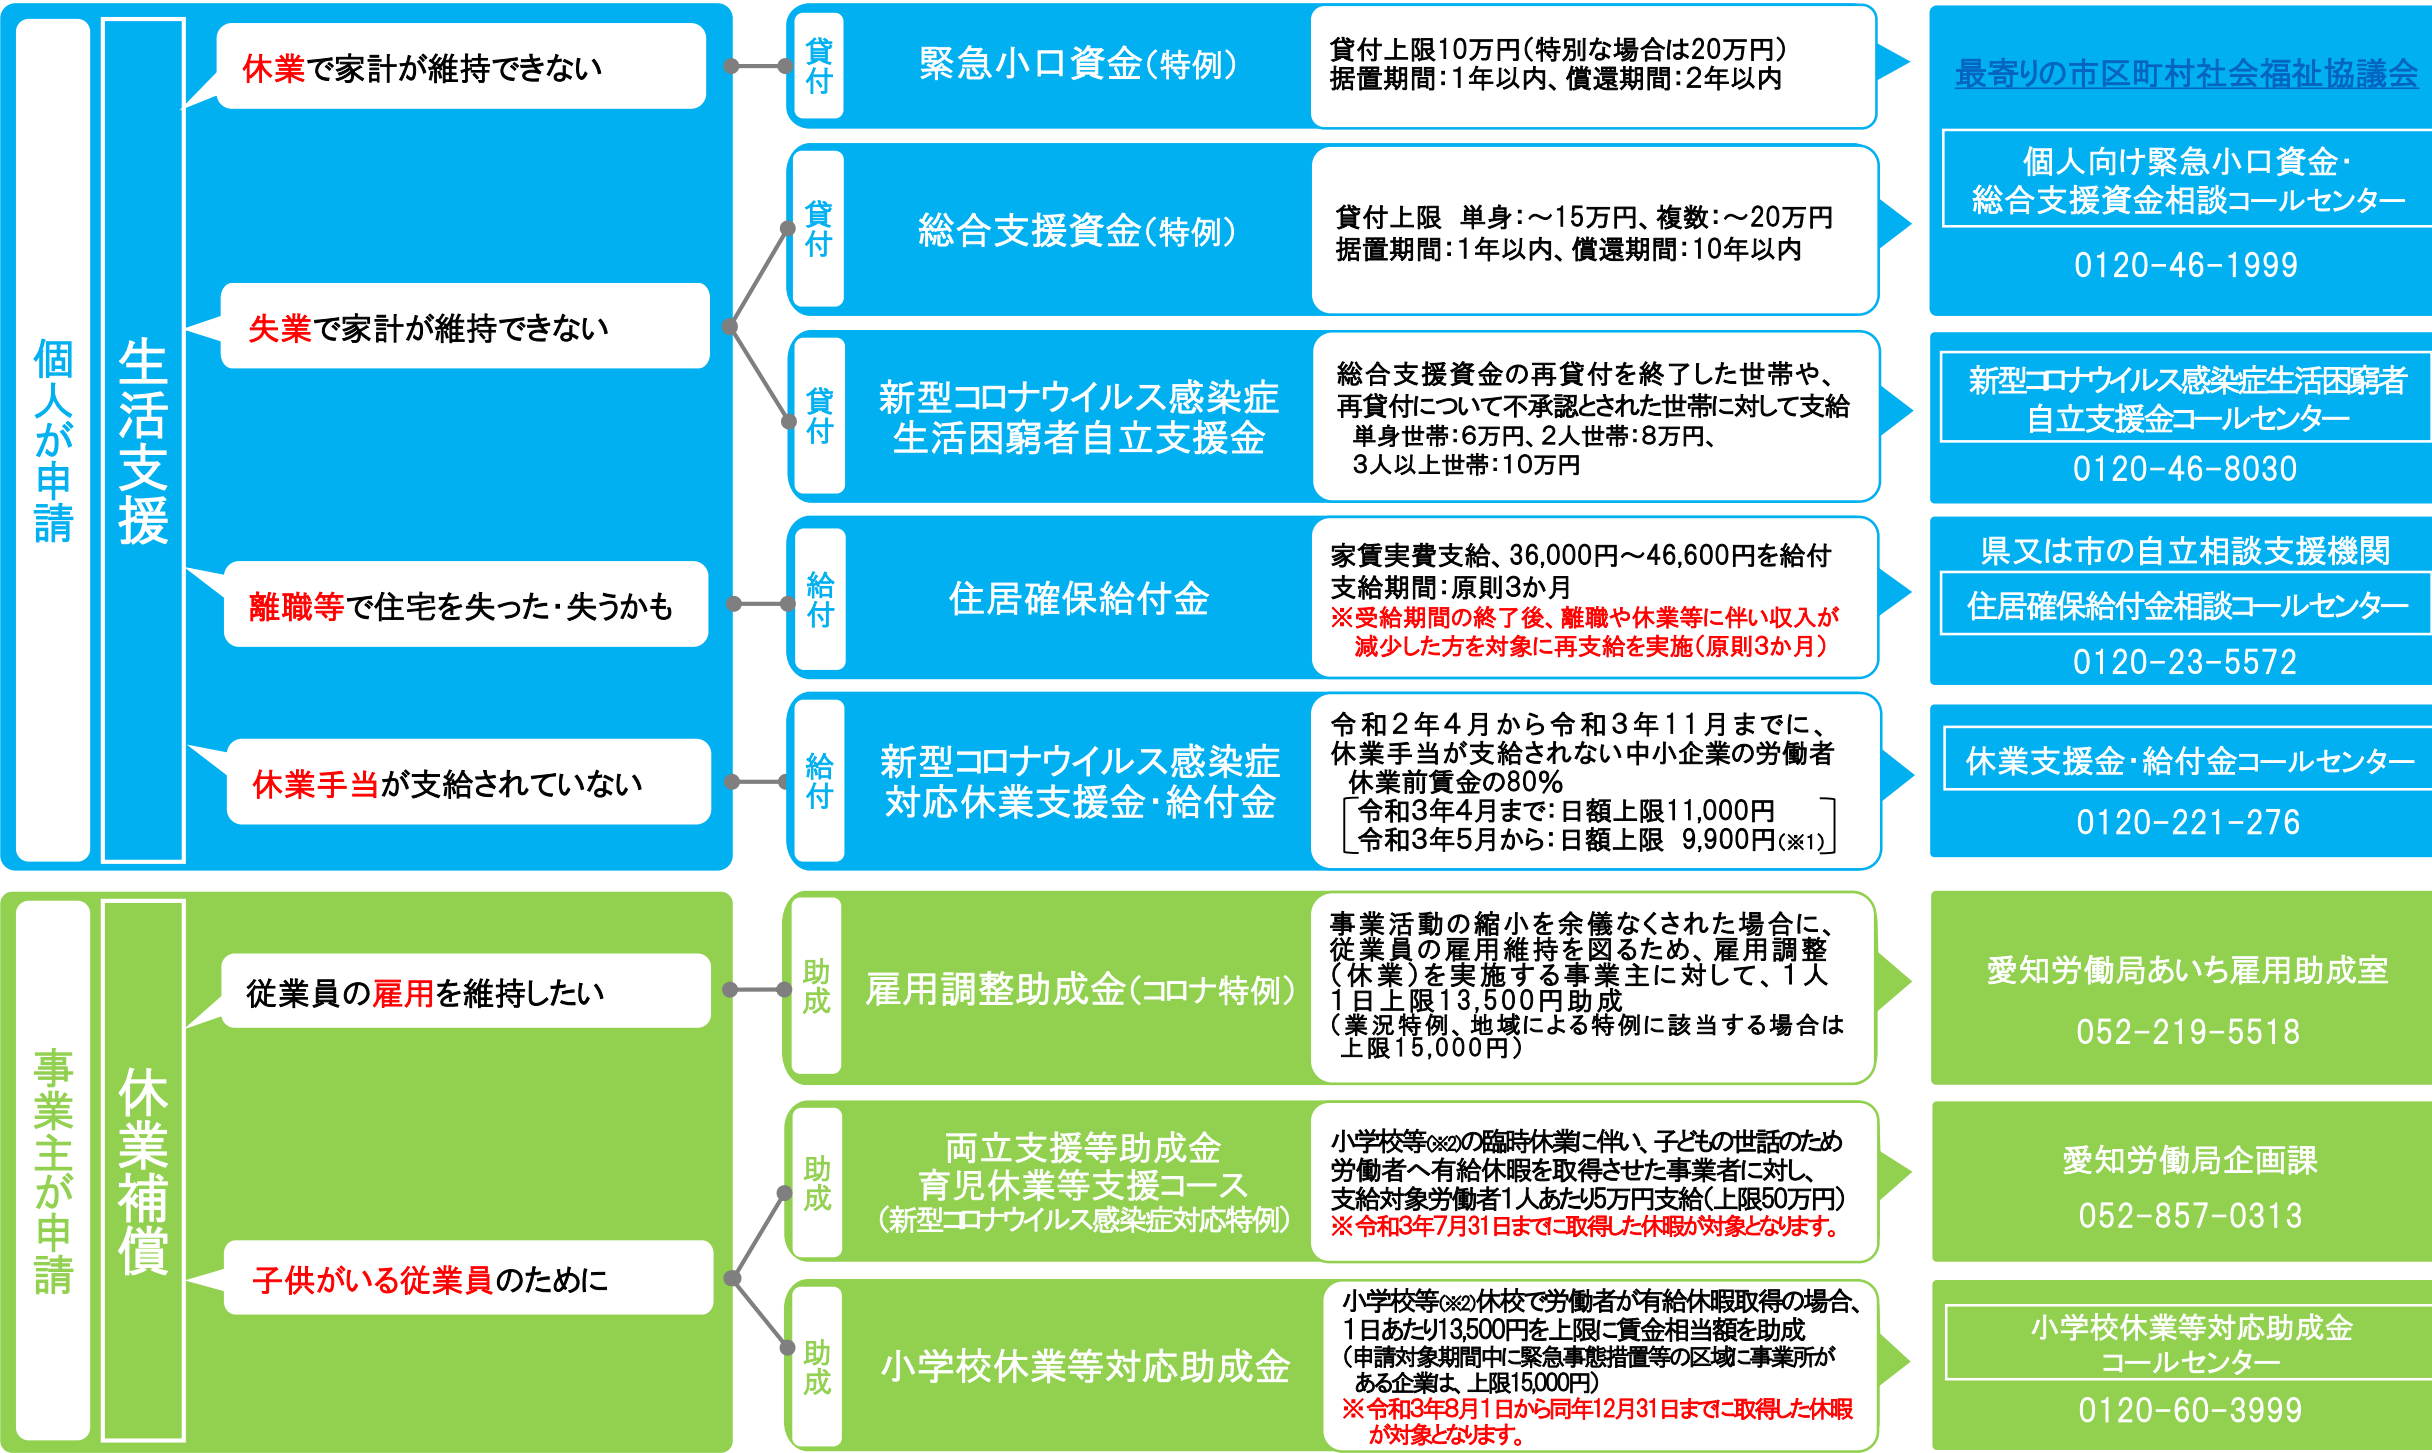 個人が申請
生活支援
休業で家計が維持できない
貸付
緊急小口資金（特例）
貸付上限10万円（特別な場合は20万円）
据置期間：1年以内、償還期間：2年以内
最寄りの市区町村社会福祉協議会
個人向け緊急小口資金・
総合支援資金相談コールセンター
0120-46-1999
失業で家計が維持できない
貸付
総合支援資金（特例）
貸付上限　単身：～15万円、複数：～20万円
据置期間：1年以内、償還期間：10年以内
貸付
新型コロナウイルス感染症
生活困窮者自立支援金
総合支援資金の再貸付を終了した世帯や、
再貸付について不承認とされた世帯に対して支給
単身世帯：6万円、2人世帯：8万円、
3人以上世帯：10万円
新型コロナウイルス感染症生活困窮者
自立支援金コールセンター
0120-46-8030
離職等で住宅を失った・失うかも
給付
住居確保給付金
家賃実費支給、36,000円～46,600円を給付
支給期間：原則3か月
※受給期間の終了後、離職や休業等に伴い収入が
減少した方を対象に再支給を実施（原則3か月）
県又は市の自立相談支援機関
住居確保給付金相談コールセンター
0120-23-5572
休業手当が支給されていない
給付
新型コロナウイルス感染症
対応休業支援金・給付金
令和２年４月から令和３年１１月までに、
休業手当が支給されない中小企業の労働者
休業前賃金の80％
令和3年4月まで：日額上限11,000円
令和3年5月から：日額上限　9,900円（※1）
休業支援金・給付金コールセンター
0120-221-276
事業主が申請
休業補償
従業員の雇用を維持したい
助成
雇用調整助成金（コロナ特例）
事業活動の縮小を余儀なくされた場合に、
従業員の雇用維持を図るため、雇用調整
（休業）を実施する事業主に対して、１人
１日上限13,500円助成
（業況特例、地域による特例に該当する場合は
上限15,000円）
愛知労働局あいち雇用助成室
052-219-5518
子供がいる従業員のために
助成
両立支援等助成金
育児休業等支援コース
（新型コロナウイルス感染症対応特例）
小学校等（※2）の臨時休業に伴い、子どもの世話のため
労働者へ有給休暇を取得させた事業者に対し、
支給対象労働者1人あたり5万円支給（上限50万円）
※令和3年7月31日までに取得した休暇が対象となります。
愛知労働局企画課
052-857-0313
助成
小学校休業等対応助成金
小学校等（※2）休校で労働者が有給休暇取得の場合、
1日あたり13,500円を上限に賃金相当額を助成
（申請対象期間中に緊急事態措置等の区域に事業所が
ある企業は、上限15,000円）
※令和3年8月1日から同年12月31日までに取得した休暇
が対象となります。
小学校休業等対応助成金
コールセンター
0120-60-3999